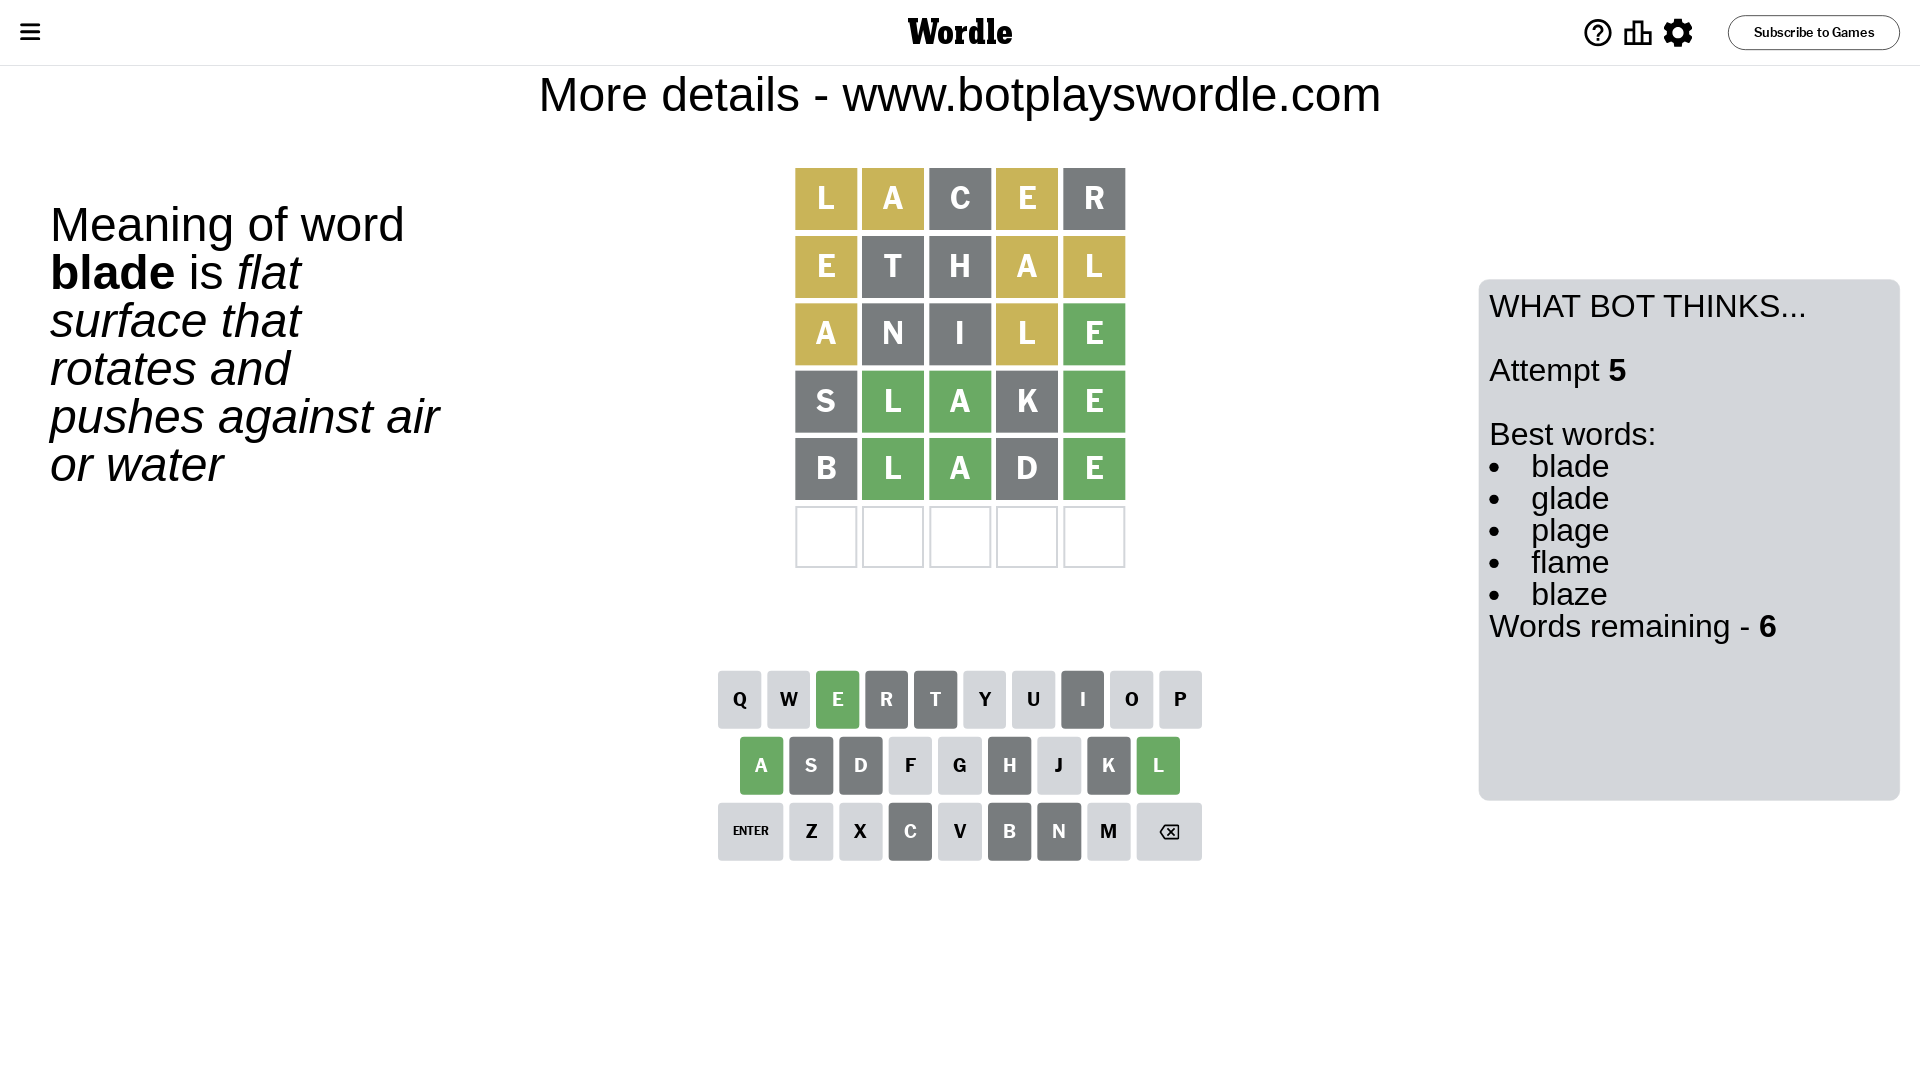 Wordle
Subscribe to Games
More details - www.botplayswordle.com
Meaning of word
blade is flat
surface that
rotates and
pushes against air
or water
L A C E R
E T H A L
A N I L E
S L A K E
B L A D E
WHAT BOT THINKS...
Attempt 5
Best words:
• blade
• glade
• plage
• flame
• blaze
Words remaining - 6
Q W E R T Y U I O P
A S D F G H J K L
ENTER Z X C V B N M